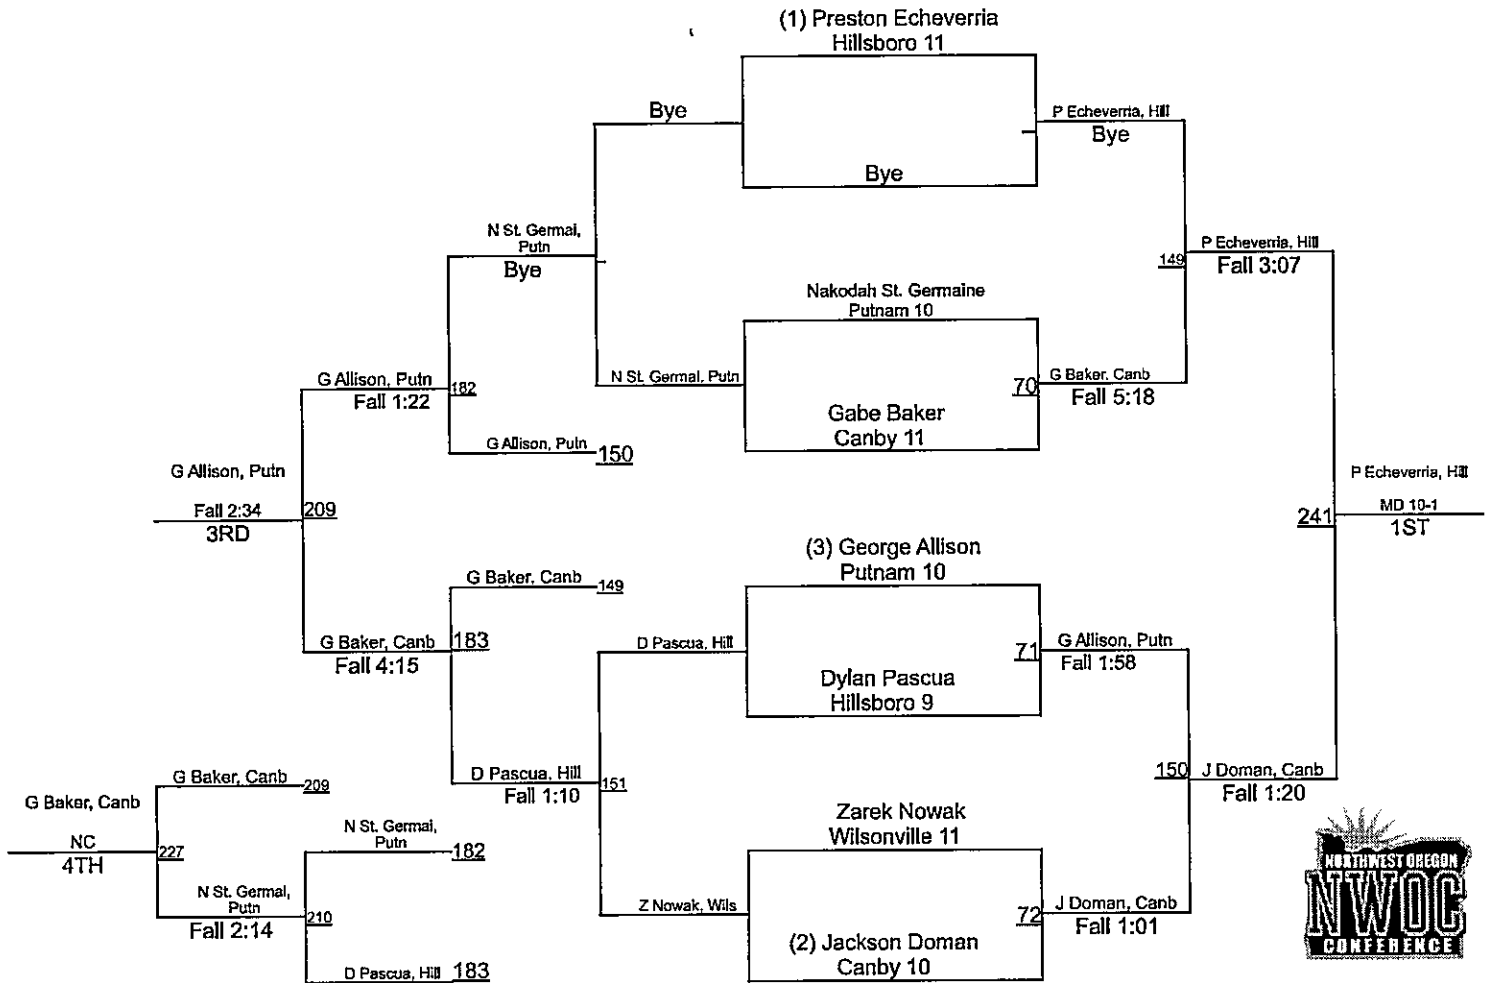 (1) Preston Echeverria
Hillsboro 11
Bye
P Echeverria, Hill
Bye
Bye
N St. Germai,
Putn
Bye
P Echeverria, Hill
149
Fall 3:07
Nakodah St. Germaine
Putnam 10
G Allison, Putn
182
Fall 1:22
N St. Germai, Putn
70
G Baker, Canb
Fall 5:18
Gabe Baker
Canby 11
G Allison, Putn
150
G Allison, Putn
Fall 2:34
209
3RD
P Echeverria, Hill
241
MD 10-1
1ST
(3) George Allison
Putnam 10
G Baker, Canb
149
G Baker, Canb
183
Fall 4:15
D Pascua, Hill
71
G Allison, Putn
Fall 1:58
Dylan Pascua
Hillsboro 9
D Pascua, Hill
151
Fall 1:10
150
J Doman, Canb
Fall 1:20
G Baker, Canb
209
G Baker, Canb
NC
227
4TH
N St. Germai,
Putn
182
Zarek Nowak
Wilsonville 11
N St. Germai,
Putn
210
Fall 2:14
Z Nowak, Wils
72
J Doman, Canb
Fall 1:01
(2) Jackson Doman
Canby 10
D Pascua, Hill
183
NORTHWEST OREGON
NWOC
CONFERENCE